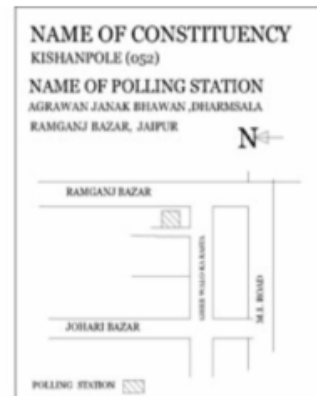 NAME OF CONSTITUENCY
KISHANPOLE (052)
NAME OF POLLING STATION
AGRAWAN JANAK BHAWAN ,DHARMSALA
RAMGANJ BAZAR, JAIPUR
N
RAMGANJ BAZAR
GHEE WALO KA RASTA
M.I. ROAD
JOHARI BAZAR
POLLING STATION